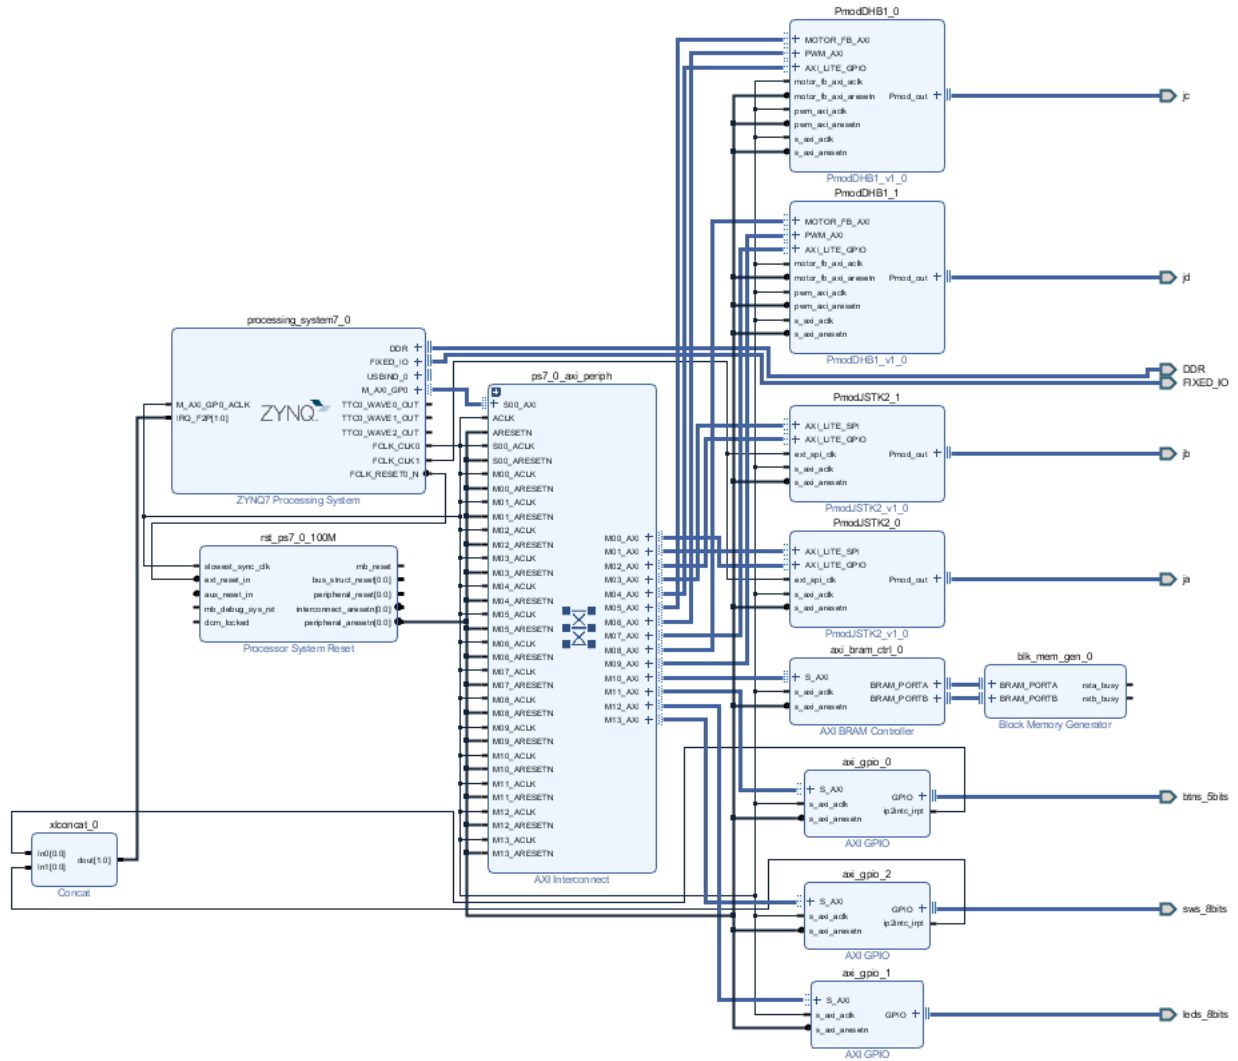 PmodDHB1_0
MOTOR_FB_AXI
PWM_AXI
AXI_LITE_GPIO
motor_fb_axi_aclk
motor_fb_axi_aresetn
pwm_axi_aclk
pwm_axi_aresetn
s_axi_aclk
s_axi_aresetn
Pmod_out
jc
PmodDHB1_v1_0
PmodDHB1_1
MOTOR_FB_AXI
PWM_AXI
AXI_LITE_GPIO
motor_fb_axi_aclk
motor_fb_axi_aresetn
pwm_axi_aclk
pwm_axi_aresetn
s_axi_aclk
s_axi_aresetn
Pmod_out
jd
PmodDHB1_v1_0
processing_system7_0
M_AXI_GP0_ACLK
IRQ_F2P[1:0]
ZYNQ
DDR
FIXED_IO
USBIND_0
M_AXI_GP0
TTC0_WAVE0_OUT
TTC0_WAVE1_OUT
TTC0_WAVE2_OUT
FCLK_CLK0
FCLK_CLK1
FCLK_RESET0_N
ZYNQ7 Processing System
DDR
FIXED_IO
rst_ps7_0_100M
slowest_sync_clk
ext_reset_in
aux_reset_in
mb_debug_sys_rst
dcm_locked
mb_reset
bus_struct_reset[0:0]
peripheral_reset[0:0]
interconnect_aresetn[0:0]
peripheral_aresetn[0:0]
Processor System Reset
xlconcat_0
In0[0:0]
In1[0:0]
dout[1:0]
Concat
ps7_0_axi_periph
S00_AXI
ACLK
ARESETN
S00_ACLK
S00_ARESETN
M00_ACLK
M00_ARESETN
M01_ACLK
M01_ARESETN
M02_ACLK
M02_ARESETN
M03_ACLK
M03_ARESETN
M04_ACLK
M04_ARESETN
M05_ACLK
M05_ARESETN
M06_ACLK
M06_ARESETN
M07_ACLK
M07_ARESETN
M08_ACLK
M08_ARESETN
M09_ACLK
M09_ARESETN
M10_ACLK
M10_ARESETN
M11_ACLK
M11_ARESETN
M12_ACLK
M12_ARESETN
M13_ACLK
M13_ARESETN
M00_AXI
M01_AXI
M02_AXI
M03_AXI
M04_AXI
M05_AXI
M06_AXI
M07_AXI
M08_AXI
M09_AXI
M10_AXI
M11_AXI
M12_AXI
M13_AXI
AXI Interconnect
PmodJSTK2_1
AXI_LITE_SPI
AXI_LITE_GPIO
ext_spi_clk
s_axi_aclk
s_axi_aresetn
Pmod_out
jb
PmodJSTK2_v1_0
PmodJSTK2_0
AXI_LITE_SPI
AXI_LITE_GPIO
ext_spi_clk
s_axi_aclk
s_axi_aresetn
Pmod_out
ja
PmodJSTK2_v1_0
axi_bram_ctrl_0
S_AXI
s_axi_aclk
s_axi_aresetn
BRAM_PORTA
BRAM_PORTB
AXI BRAM Controller
blk_mem_gen_0
BRAM_PORTA
BRAM_PORTB
rsta_busy
rstb_busy
Block Memory Generator
axi_gpio_0
S_AXI
s_axi_aclk
s_axi_aresetn
GPIO
ip2intc_irpt
btns_5bits
AXI GPIO
axi_gpio_2
S_AXI
s_axi_aclk
s_axi_aresetn
GPIO
ip2intc_irpt
sws_8bits
AXI GPIO
axi_gpio_1
S_AXI
s_axi_aclk
s_axi_aresetn
GPIO
leds_8bits
AXI GPIO